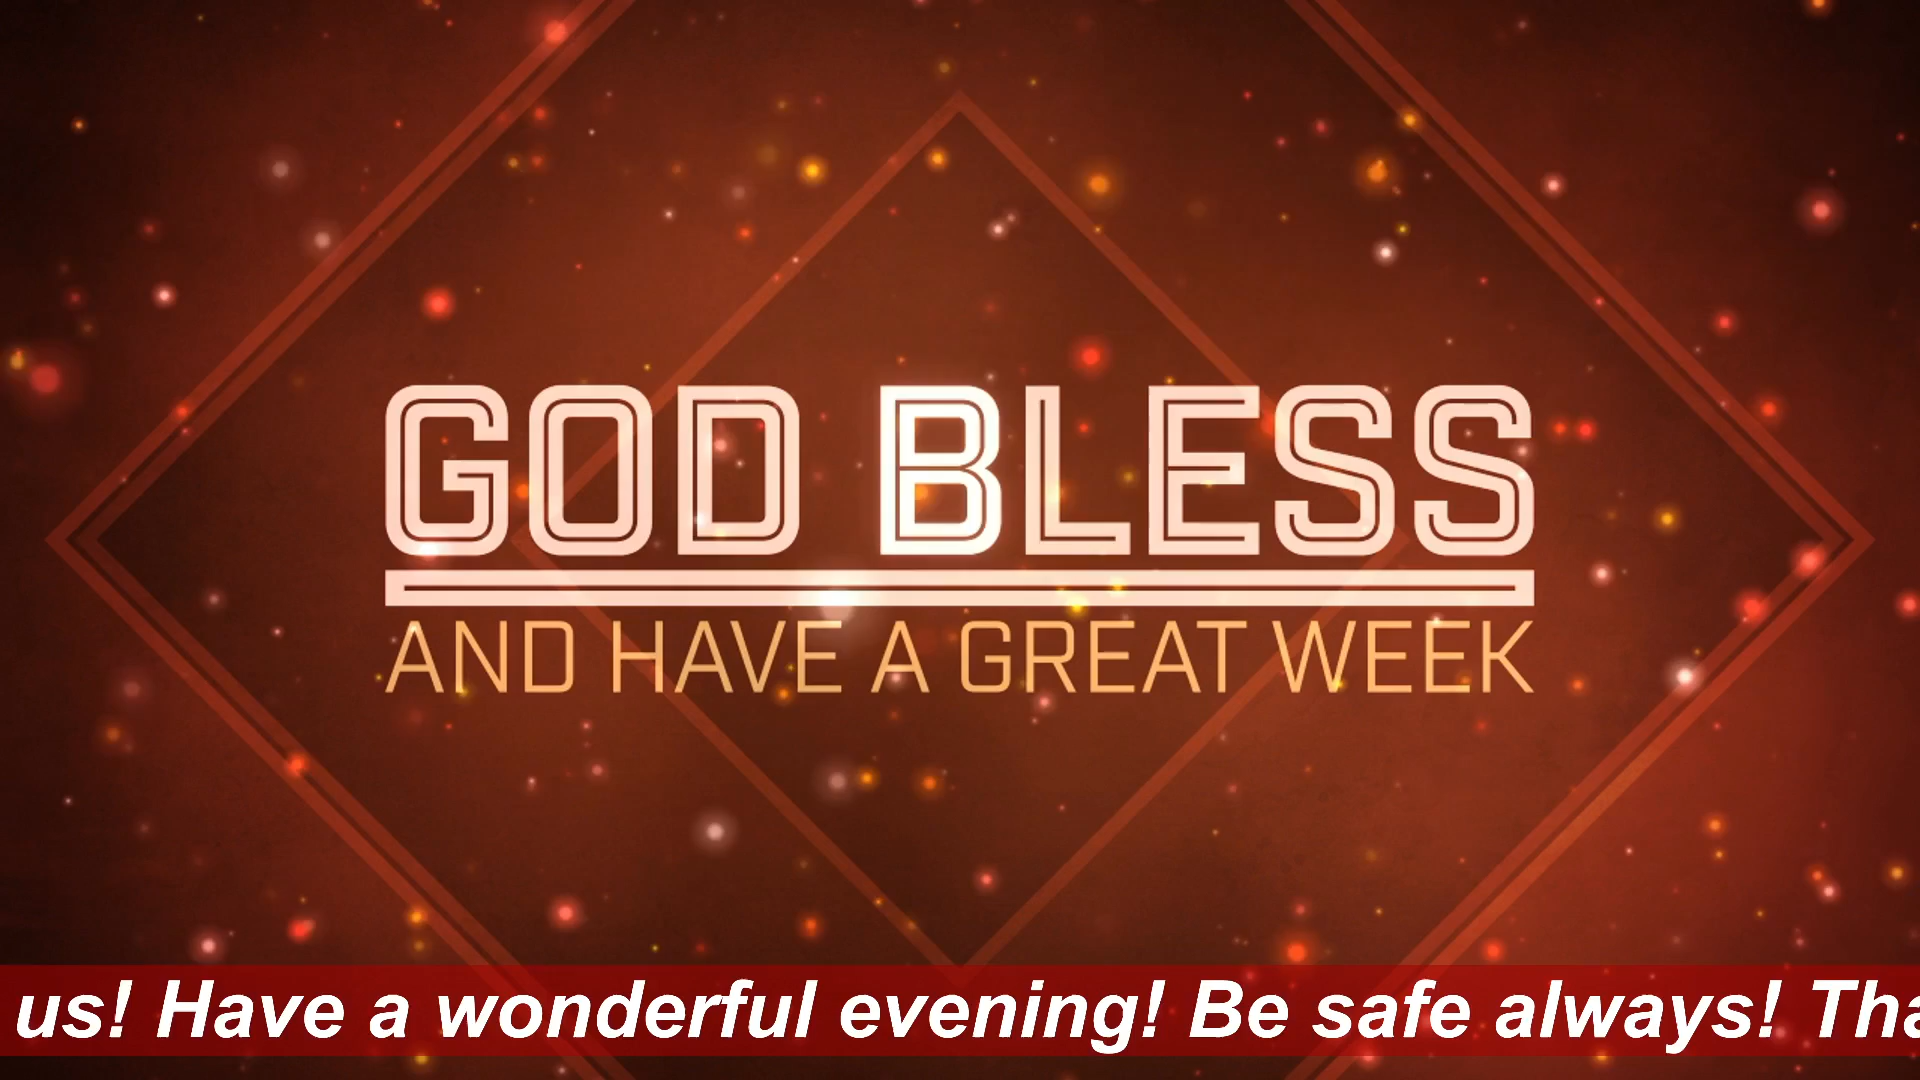 GOD BLESS
AND HAVE A GREAT WEEK
us! Have a wonderful evening! Be safe always!